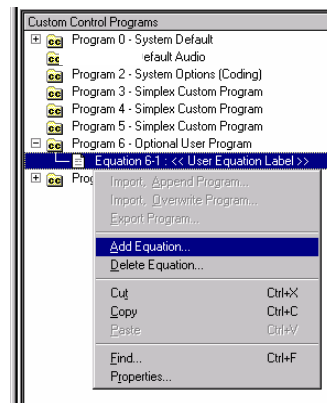 Custom Control Programs
Program 0 - System Default
efault Audio
Program 2 - System Options (Coding)
Program 3 - Simplex Custom Program
Program 4 - Simplex Custom Program
Program 5 - Simplex Custom Program
Program 6 - Optional User Program
Equation 6-1 : << User Equation Label >>
Import, Append Program...
Import, Overwrite Program...
Export Program...
Add Equation...
Delete Equation...
Cut Ctrl+X
Copy Ctrl+C
Paste Ctrl+V
Find... Ctrl+F
Properties...